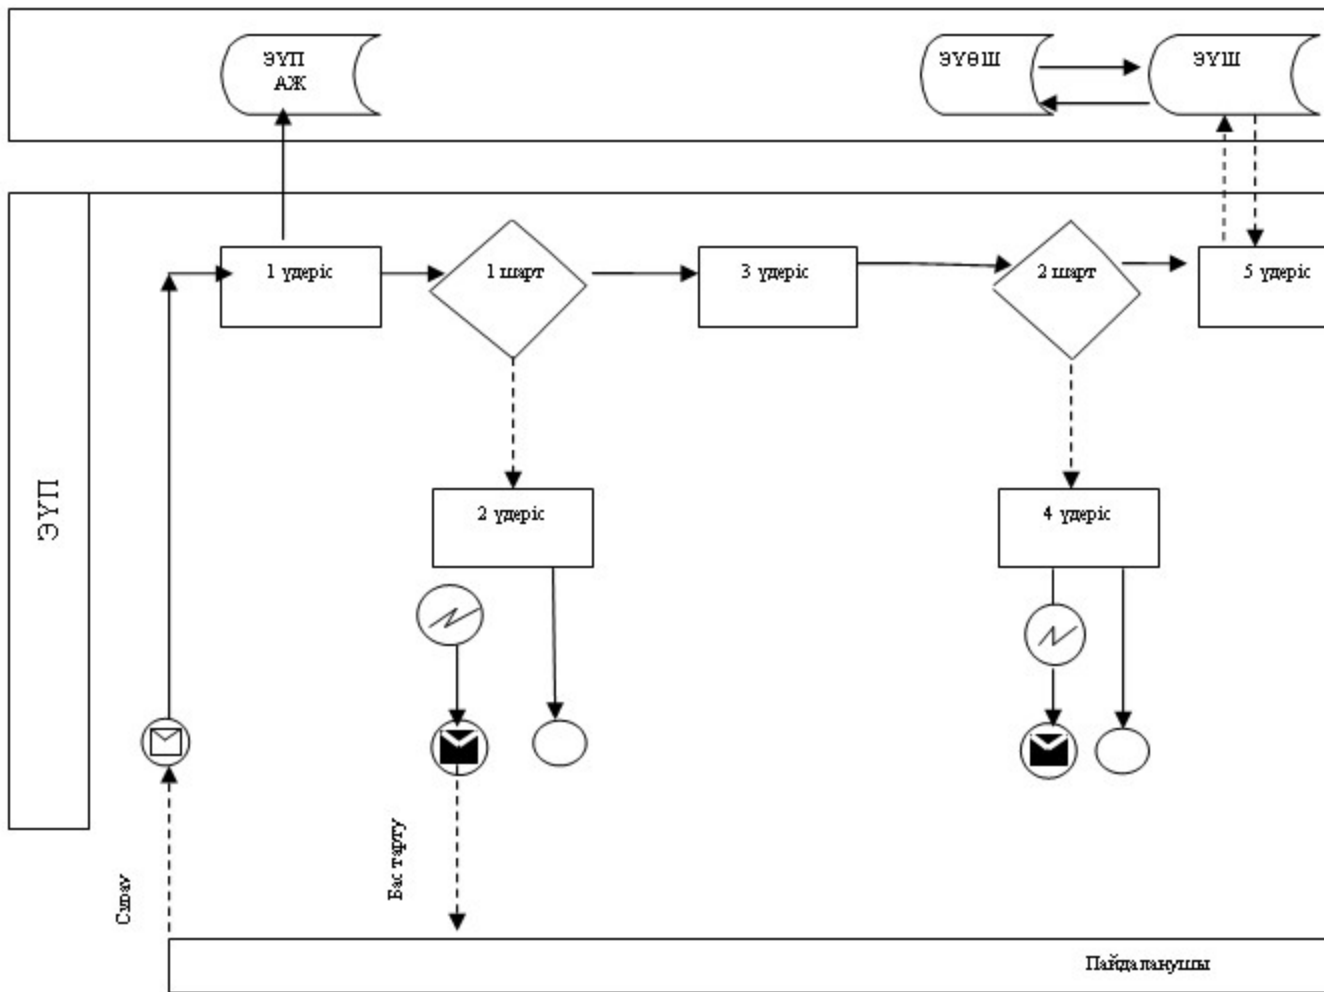 ЭҮП
АЖ
ЭҮӨШ
ЭҮШ
1 үдеріс
1 шарт
3 үдеріс
2 шарт
5 үдеріс
ЭҮП
2 үдеріс
4 үдеріс
Сұрау
Бас тарту
Пайдаланушы